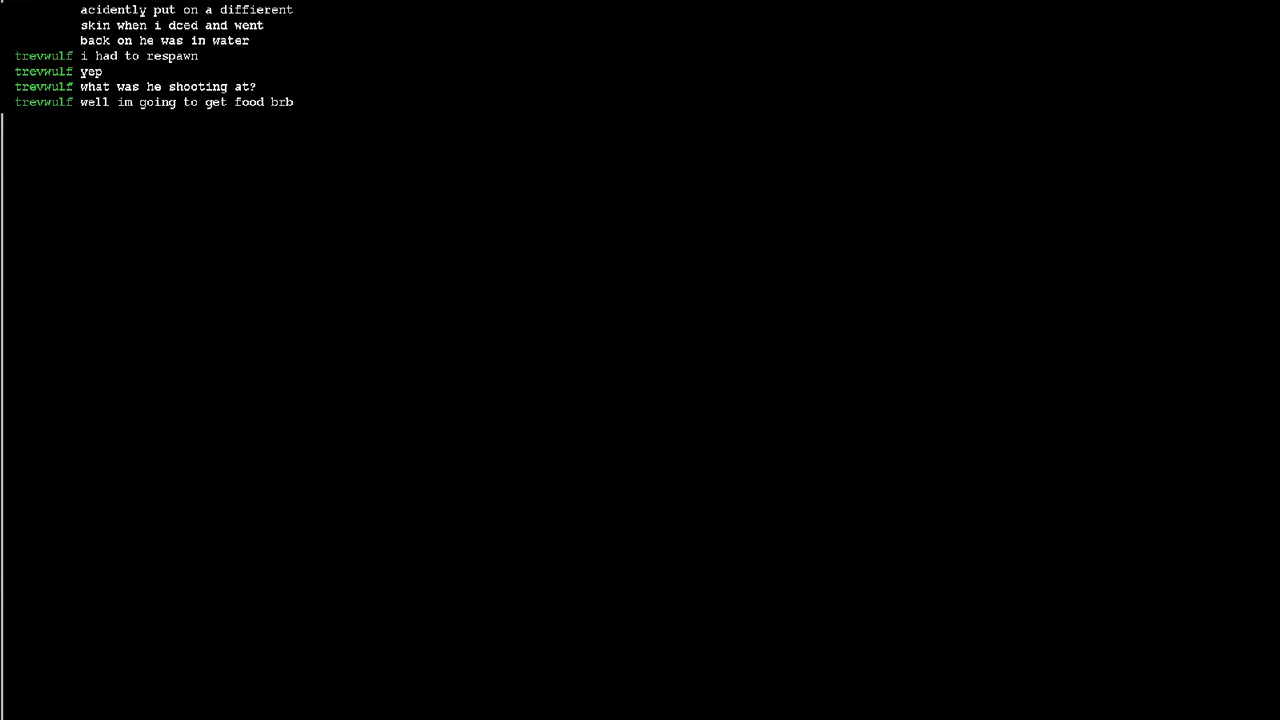 acidently put on a diffierent
skin when i dced and went
back on he was in water
trevwulf i had to respawn
trevwulf yep
trevwulf what was he shooting at?
trevwulf well im going to get food brb